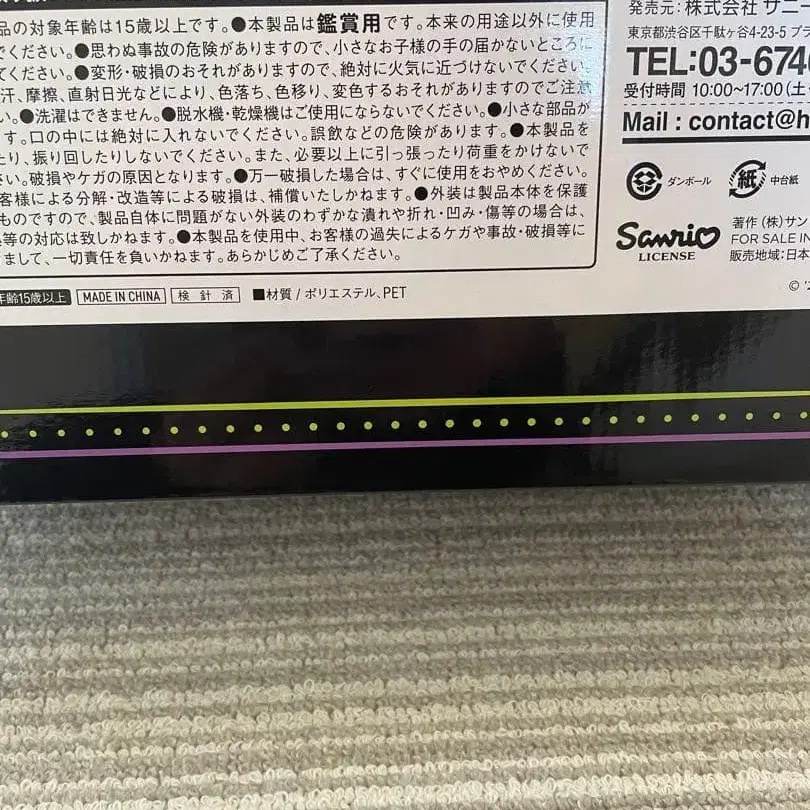 品の対象年齢は15歳以上です。●本製品は鑑賞用です。本来の用途以外に使用
でください。●思わぬ事故の危険がありますので、小さなお子様の手の届かないところに
てください。●変形・破損のおそれがありますので、絶対に火気に近づけないでください。
汗、摩擦、直射日光などにより、色落ち、色移り、変色するおそれがありますのでご注意
い。●洗濯はできません。●脱水機・乾燥機はご使用にならないでください。●小さな部品が
す。口の中には絶対に入れないでください。誤飲などの危険があります。●本製品を
たり、振り回したりしないでください。また、必要以上に引っ張ったり荷重をかけないで
さい。破損やケガの原因となります。●万一破損した場合は、すぐに使用をおやめください。
客様による分解・改造等による破損は、補償いたしかねます。●外装は製品本体を保護
ものですので、製品自体に問題がない外装のわずかな潰れや折れ・凹み・傷等の場合は、
等の対応は致しかねます。●本製品を使用中、お客様の過失によるケガや事故・破損等に
まして、一切責任を負いかねます。あらかじめご了承ください。
年齢15歳以上 MADE IN CHINA 検 針 済 ■材質 / ポリエステル、PET
発売元：株式会社 サニー
東京都渋谷区千駄ヶ谷4-23-5 プラ
TEL:03-674
受付時間 10:00~17:00(土・
Mail : contact@h
ダンボール 紙 中台紙
Sanrio
LICENSE
著作 (株)サン
FOR SALE IN
販売地域:日本
© '2